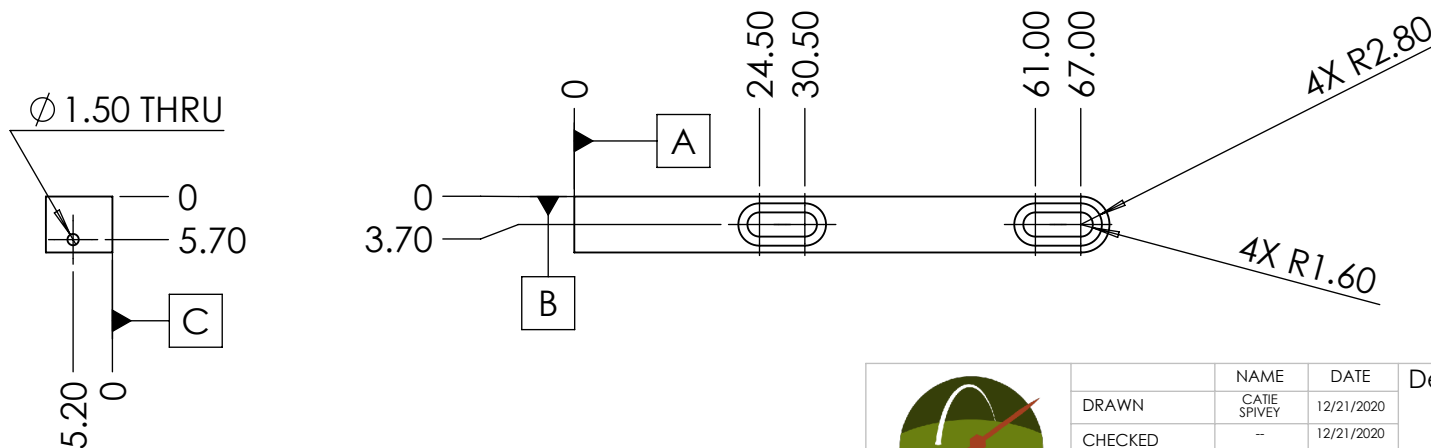 ⌀ 1.50 THRU
0
5.70
C
5.20
0
0
24.50
30.50
61.00
67.00
4X R2.80
A
0
3.70
B
4X R1.60
NAME DATE
DRAWN CATIE SPIVEY 12/21/2020
CHECKED -- 12/21/2020